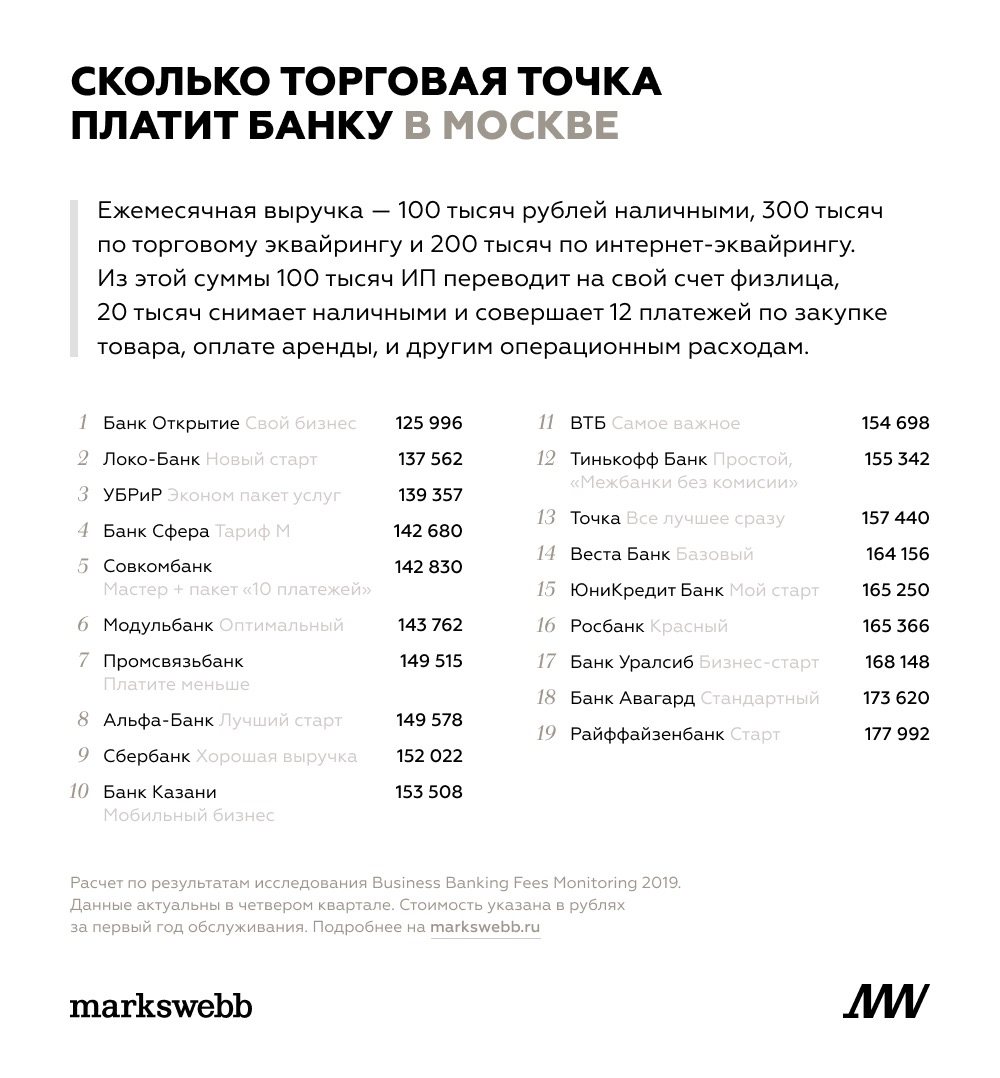 СКОЛЬКО ТОРГОВАЯ ТОЧКА
ПЛАТИТ БАНКУ В МОСКВЕ
Ежемесячная выручка — 100 тысяч рублей наличными, 300 тысяч
по торговому эквайрингу и 200 тысяч по интернет-эквайрингу.
Из этой суммы 100 тысяч ИП переводит на свой счет физлица,
20 тысяч снимает наличными и совершает 12 платежей по закупке
товара, оплате аренды, и другим операционным расходам.
1 Банк Открытие Свой бизнес 125 996
2 Локо-Банк Новый старт 137 562
3 УБРиР Эконом пакет услуг 139 357
4 Банк Сфера Тариф М 142 680
5 Совкомбанк 142 830
Мастер + пакет «10 платежей»
6 Модульбанк Оптимальный 143 762
7 Промсвязьбанк 149 515
Платите меньше
8 Альфа-Банк Лучший старт 149 578
9 Сбербанк Хорошая выручка 152 022
10 Банк Казани 153 508
Мобильный бизнес
11 ВТБ Самое важное 154 698
12 Тинькофф Банк Простой, 155 342
«Межбанки без комисии»
13 Точка Все лучшее сразу 157 440
14 Веста Банк Базовый 164 156
15 ЮниКредит Банк Мой старт 165 250
16 Росбанк Красный 165 366
17 Банк Уралсиб Бизнес-старт 168 148
18 Банк Авагард Стандартный 173 620
19 Райффайзенбанк Старт 177 992
Расчет по результатам исследования Business Banking Fees Monitoring 2019.
Данные актуальны в четвером квартале. Стоимость указана в рублях
за первый год обслуживания. Подробнее на markswebb.ru
markswebb
MW